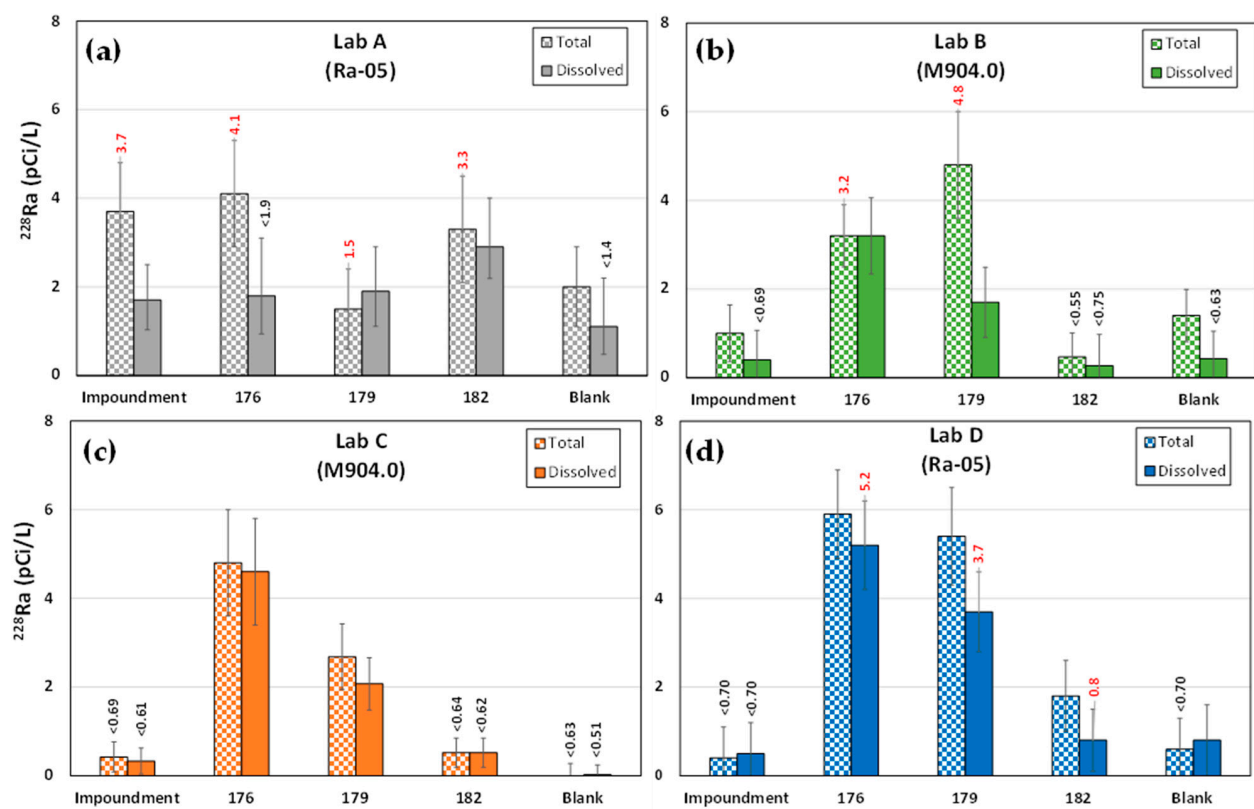 (a)
Lab A
(Ra-05)
Total
Dissolved
²²⁸Ra (pCi/L)
8
6
4
2
0
3.7
4.1
<1.9
1.5
3.3
<1.4
Impoundment 176 179 182 Blank
(b)
Lab B
(M904.0)
Total
Dissolved
8
6
4
2
0
<0.69
3.2
4.8
<0.55
<0.75
<0.63
Impoundment 176 179 182 Blank
(c)
Lab C
(M904.0)
Total
Dissolved
²²⁸Ra (pCi/L)
8
6
4
2
0
<0.69
<0.61
<0.64
<0.62
<0.63
<0.51
Impoundment 176 179 182 Blank
(d)
Lab D
(Ra-05)
Total
Dissolved
8
6
4
2
0
<0.70
<0.70
5.2
3.7
0.8
<0.70
Impoundment 176 179 182 Blank